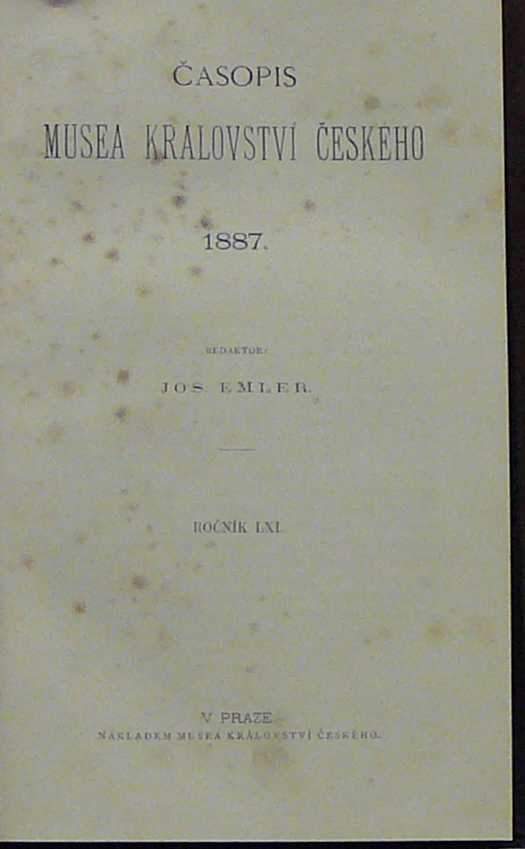 ČASOPIS
MUSEA KRALOVSTVÍ ČESKÉHO
1887.
REDAKTOR:
JOS. EMLER.
ROČNÍK LXI.
V PRAZE.
NÁKLADEM MUSEA KRÁLOVSTVÍ ČESKÉHO.